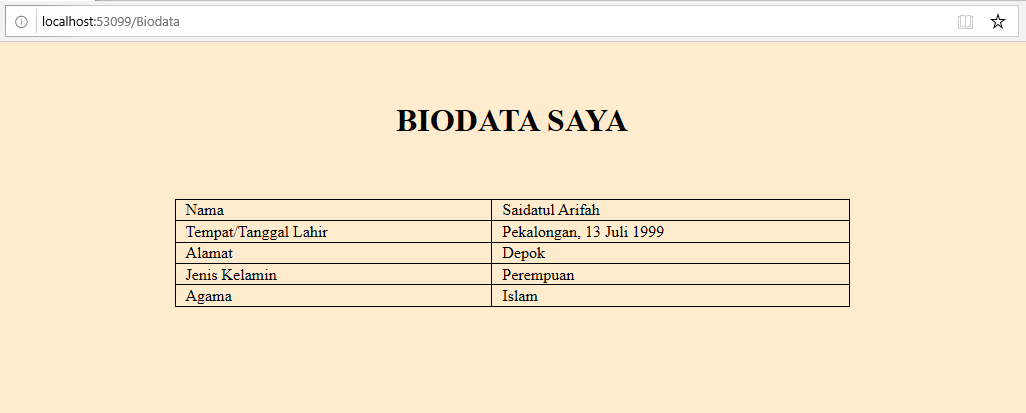 localhost:53099/Biodata
BIODATA SAYA
Nama Saidatul Arifah
Tempat/Tanggal Lahir Pekalongan, 13 Juli 1999
Alamat Depok
Jenis Kelamin Perempuan
Agama Islam